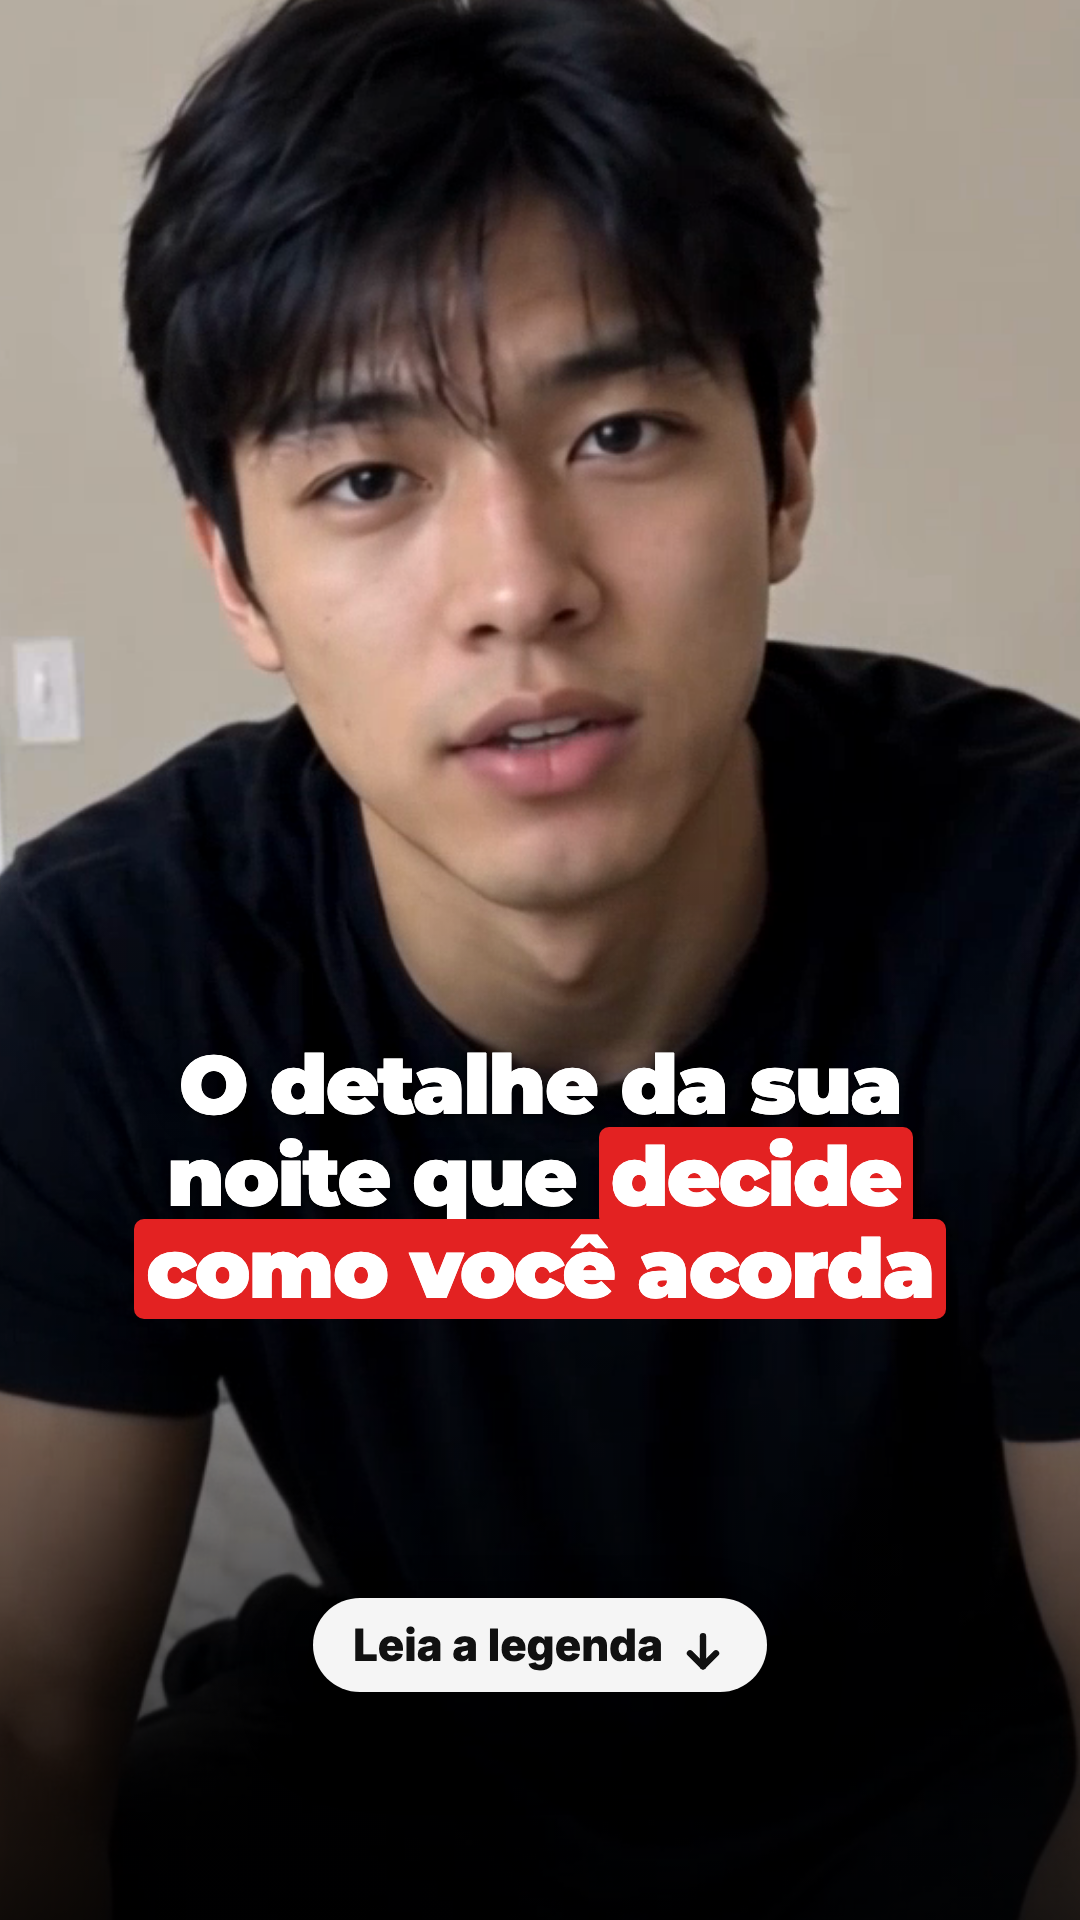 O detalhe da sua
noite que decide
como você acorda
Leia a legenda ↓